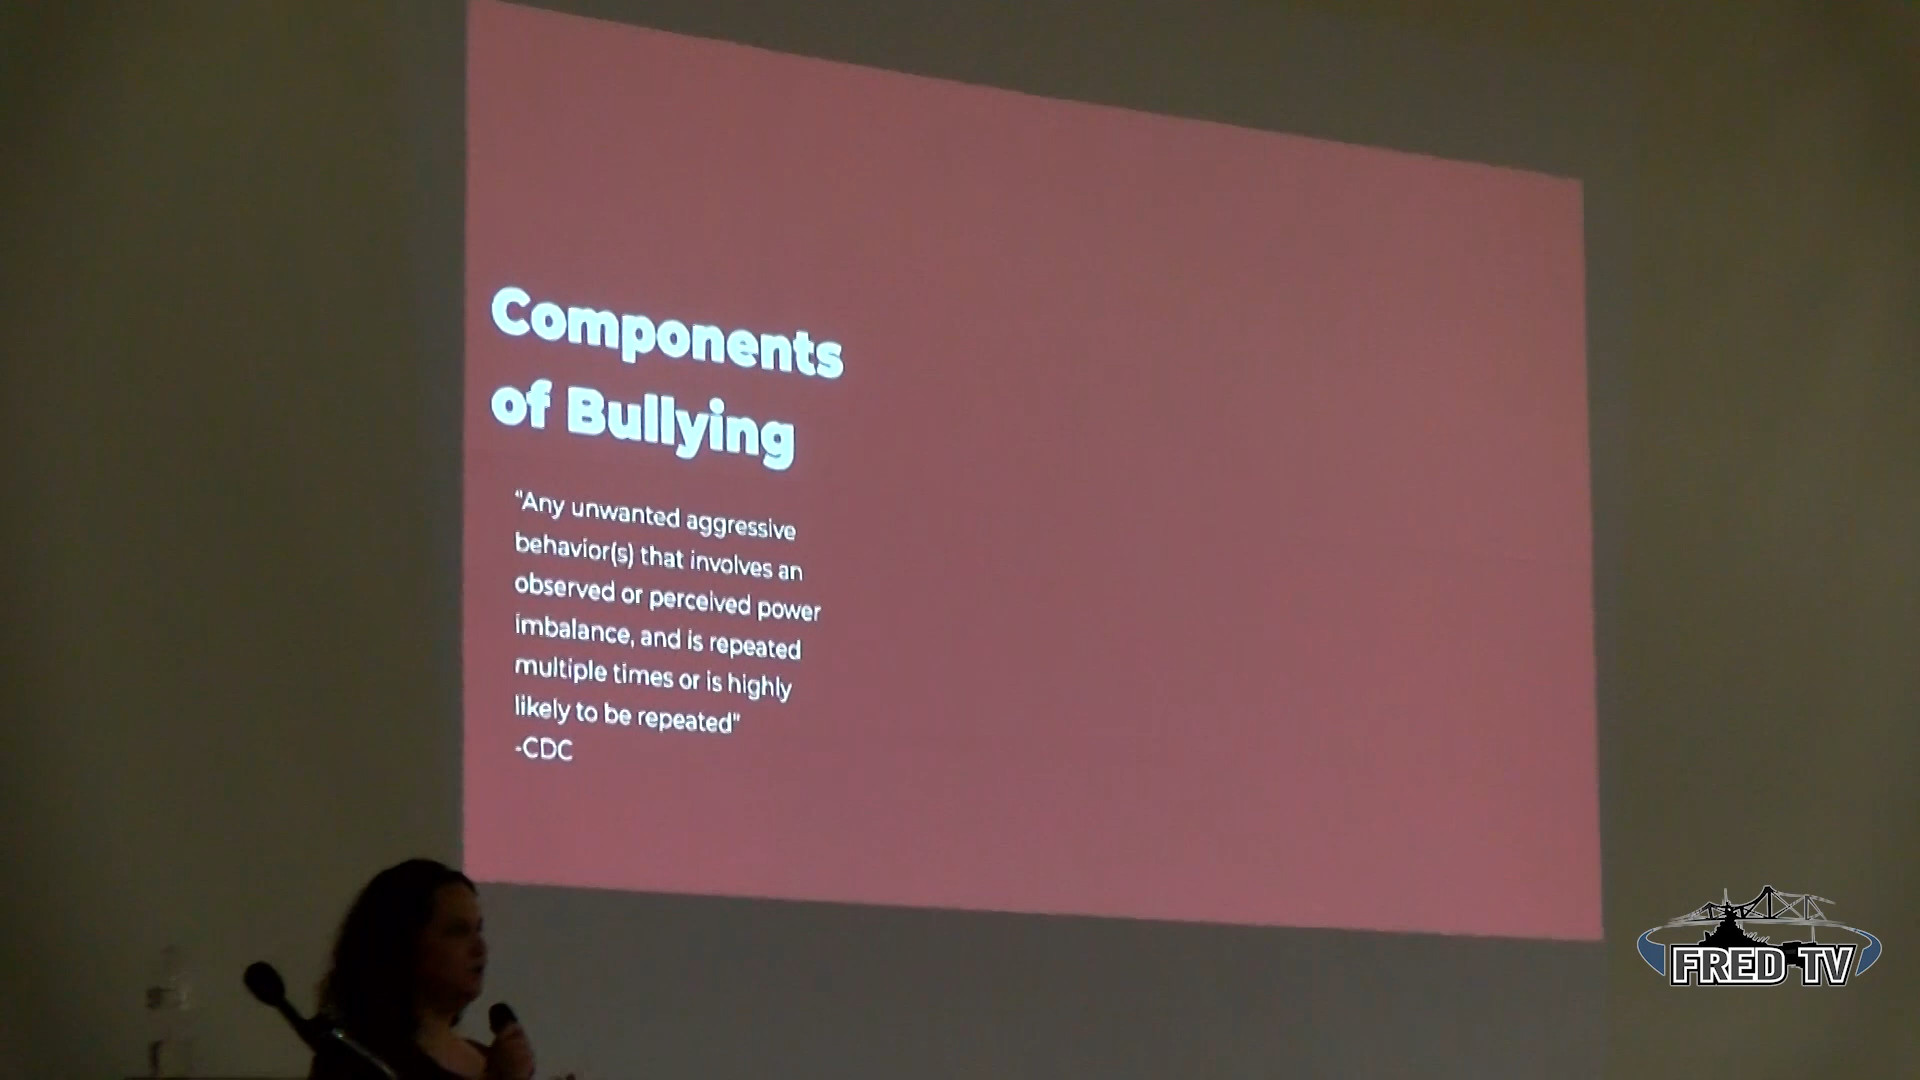 Components
of Bullying
"Any unwanted aggressive
behavior(s) that involves an
observed or perceived power
imbalance, and is repeated
multiple times or is highly
likely to be repeated"
-CDC
FRED TV